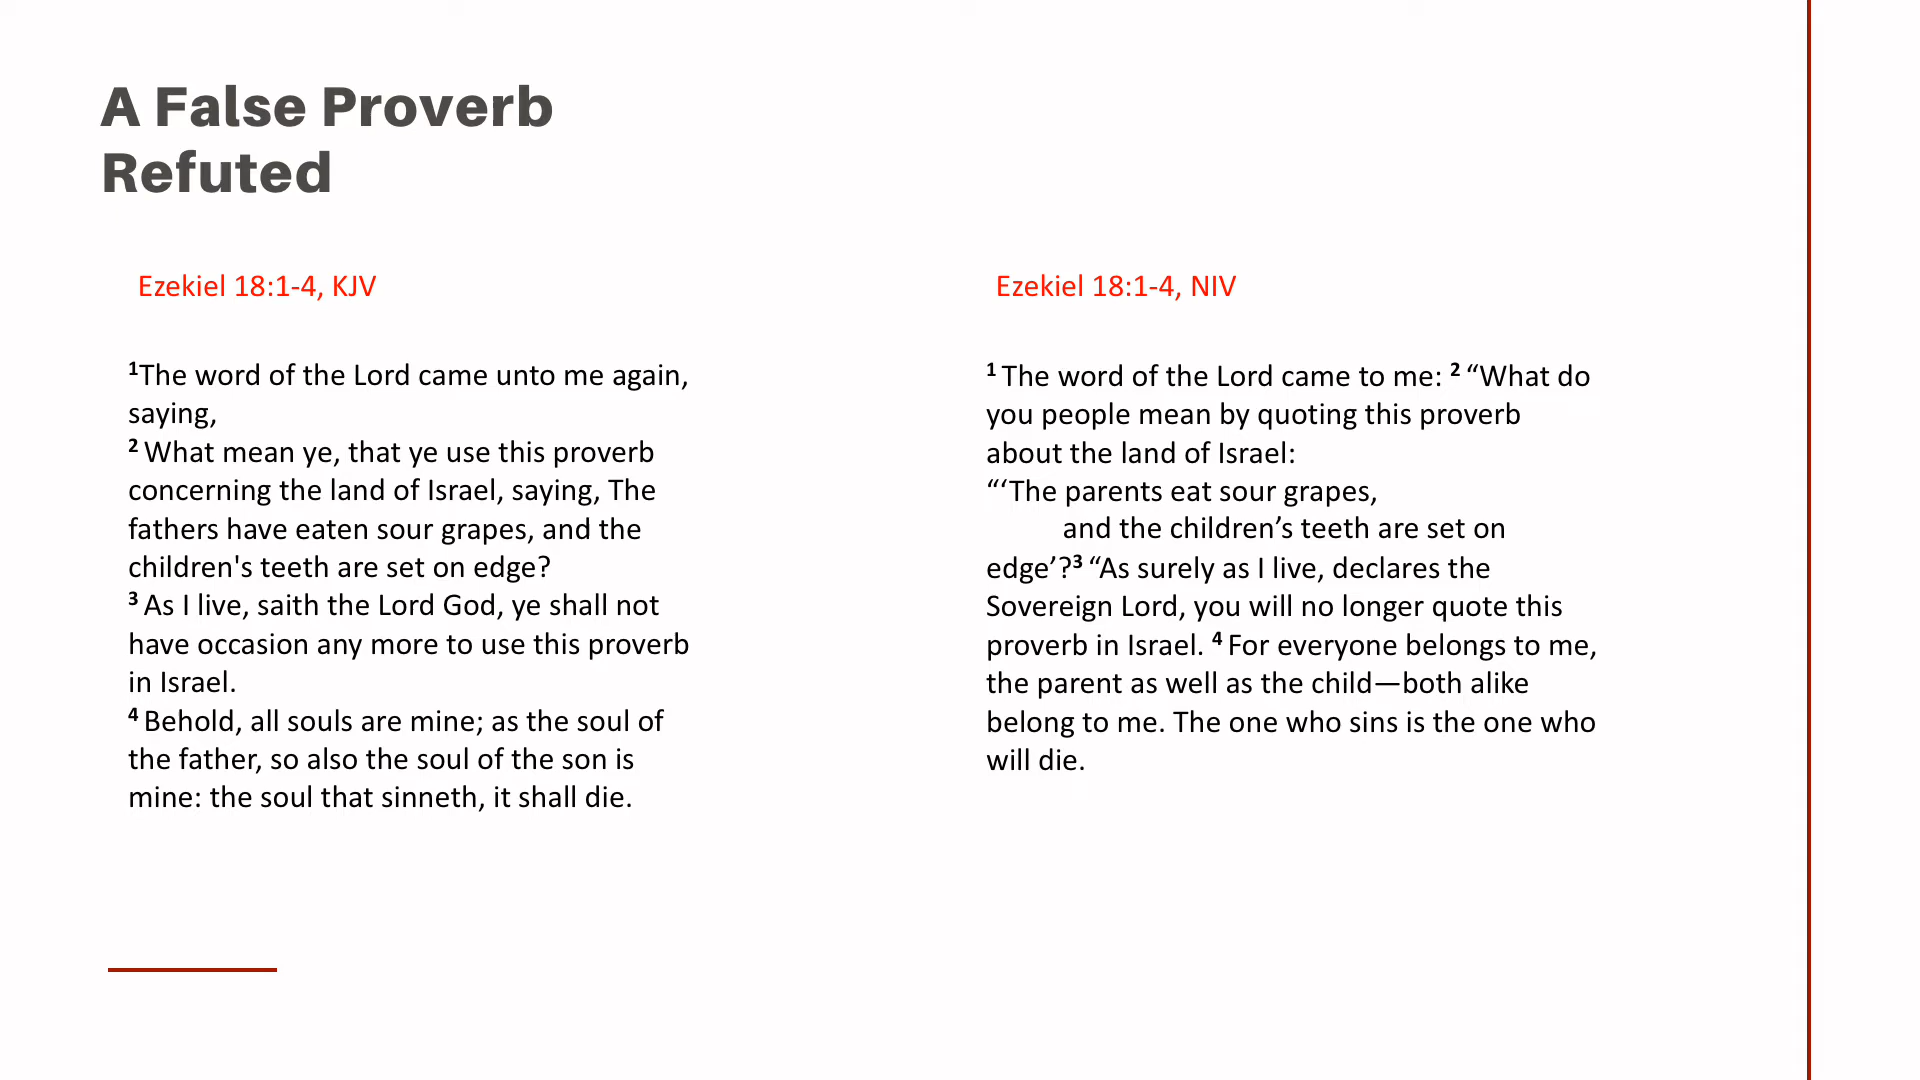 A False Proverb
Refuted
Ezekiel 18:1-4, KJV
¹The word of the Lord came unto me again,
saying,
² What mean ye, that ye use this proverb
concerning the land of Israel, saying, The
fathers have eaten sour grapes, and the
children's teeth are set on edge?
³ As I live, saith the Lord God, ye shall not
have occasion any more to use this proverb
in Israel.
⁴ Behold, all souls are mine; as the soul of
the father, so also the soul of the son is
mine: the soul that sinneth, it shall die.
Ezekiel 18:1-4, NIV
¹ The word of the Lord came to me: ² “What do
you people mean by quoting this proverb
about the land of Israel:
“‘The parents eat sour grapes,
and the children’s teeth are set on
edge’?³ “As surely as I live, declares the
Sovereign Lord, you will no longer quote this
proverb in Israel. ⁴ For everyone belongs to me,
the parent as well as the child—both alike
belong to me. The one who sins is the one who
will die.